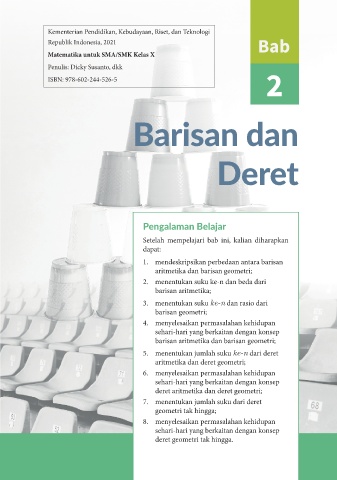 Kementerian Pendidikan, Kebudayaan, Riset, dan Teknologi
Republik Indonesia, 2021
Matematika untuk SMA/SMK Kelas X
Penulis: Dicky Susanto, dkk
ISBN: 978-602-244-526-5
Bab
2
Barisan dan
Deret
Pengalaman Belajar
Setelah mempelajari bab ini, kalian diharapkan
dapat:
1. mendeskripsikan perbedaan antara barisan
aritmetika dan barisan geometri;
2. menentukan suku ke-n dan beda dari
barisan aritmetika;
3. menentukan suku ke-n dan rasio dari
barisan geometri;
4. menyelesaikan permasalahan kehidupan
sehari-hari yang berkaitan dengan konsep
barisan aritmetika dan barisan geometri;
5. menentukan jumlah suku ke-n dari deret
aritmetika dan deret geometri;
6. menyelesaikan permasalahan kehidupan
sehari-hari yang berkaitan dengan konsep
deret aritmetika dan deret geometri;
7. menentukan jumlah suku dari deret
geometri tak hingga;
8. menyelesaikan permasalahan kehidupan
sehari-hari yang berkaitan dengan konsep
deret geometri tak hingga.
68